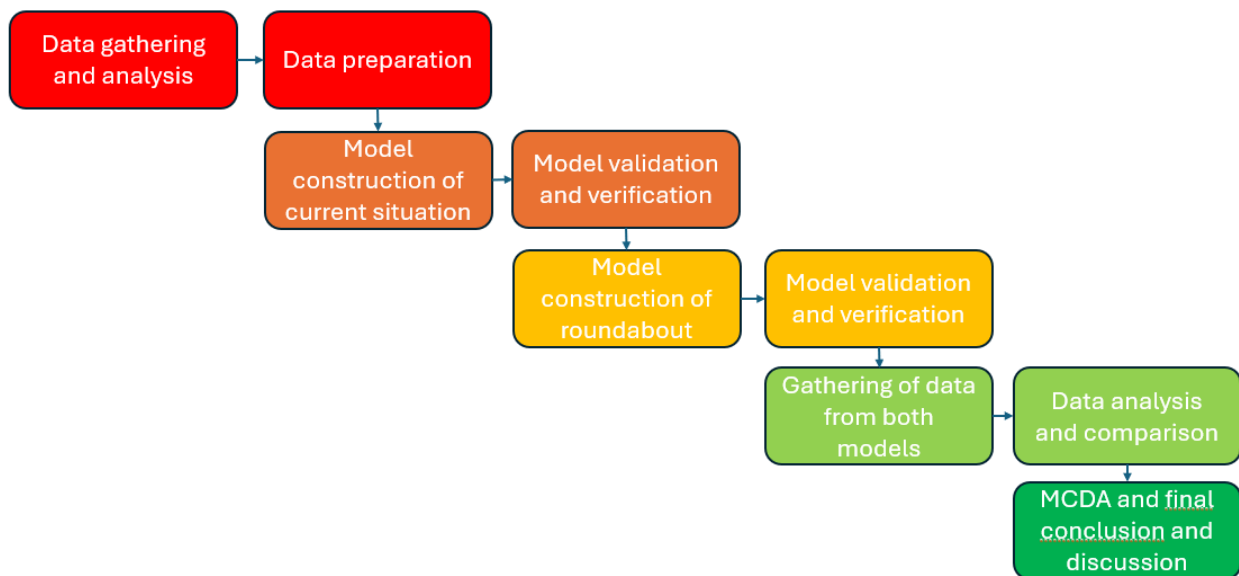 Data gathering
and analysis
Data preparation
Model
construction of
current situation
Model validation
and verification
Model
construction of
roundabout
Model validation
and verification
Gathering of data
from both
models
Data analysis
and comparison
MCDA and final
conclusion and
discussion